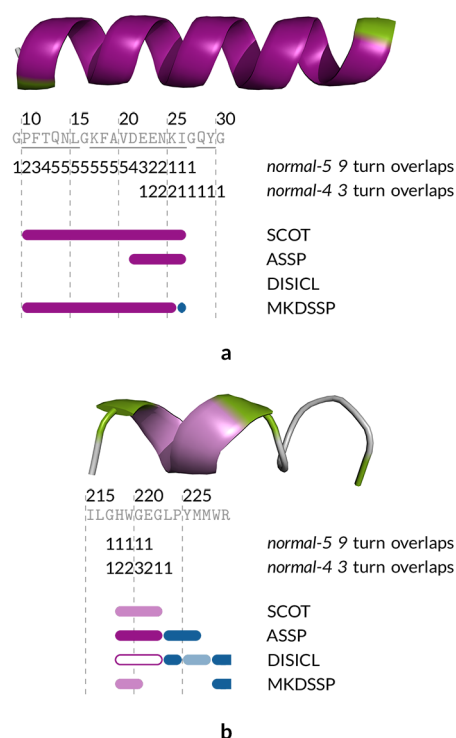 10 15 20 25 30
GPFTQNLGKFAVDEENKIGQYG
1234555555554322111 normal-5 9 turn overlaps
122211111 normal-4 3 turn overlaps
SCOT
ASSP
DISICL
MKDSSP
a
215 220 225
ILGHWGEGLPYMMWR
11111 normal-5 9 turn overlaps
1223211 normal-4 3 turn overlaps
SCOT
ASSP
DISICL
MKDSSP
b